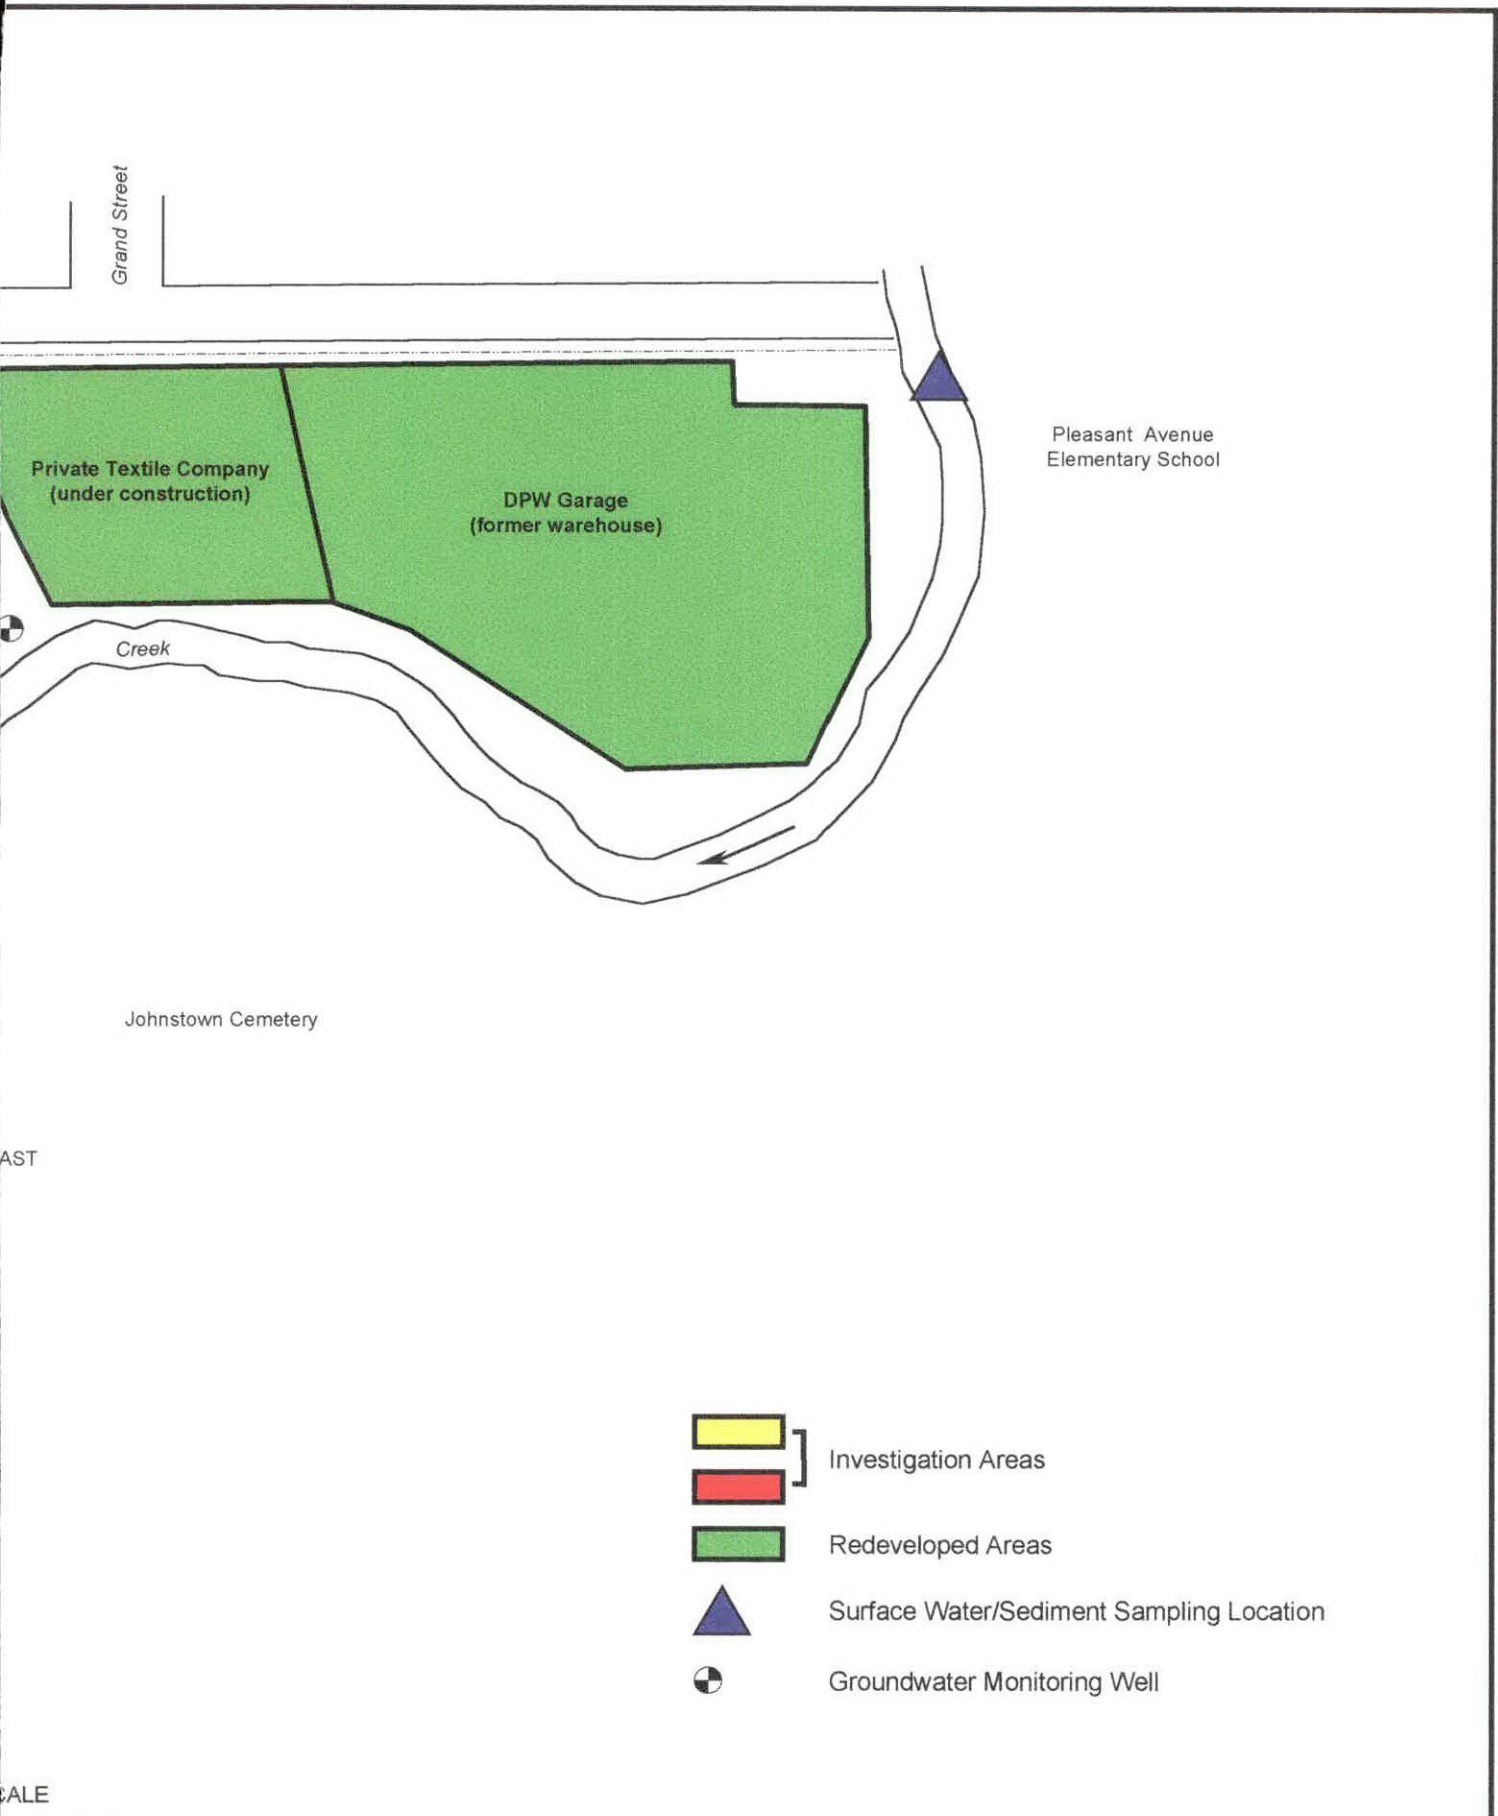 Grand Street
Pleasant Avenue
Elementary School
Private Textile Company
(under construction)
DPW Garage
(former warehouse)
Creek
Johnstown Cemetery
AST
Investigation Areas
Redeveloped Areas
Surface Water/Sediment Sampling Location
Groundwater Monitoring Well
CALE